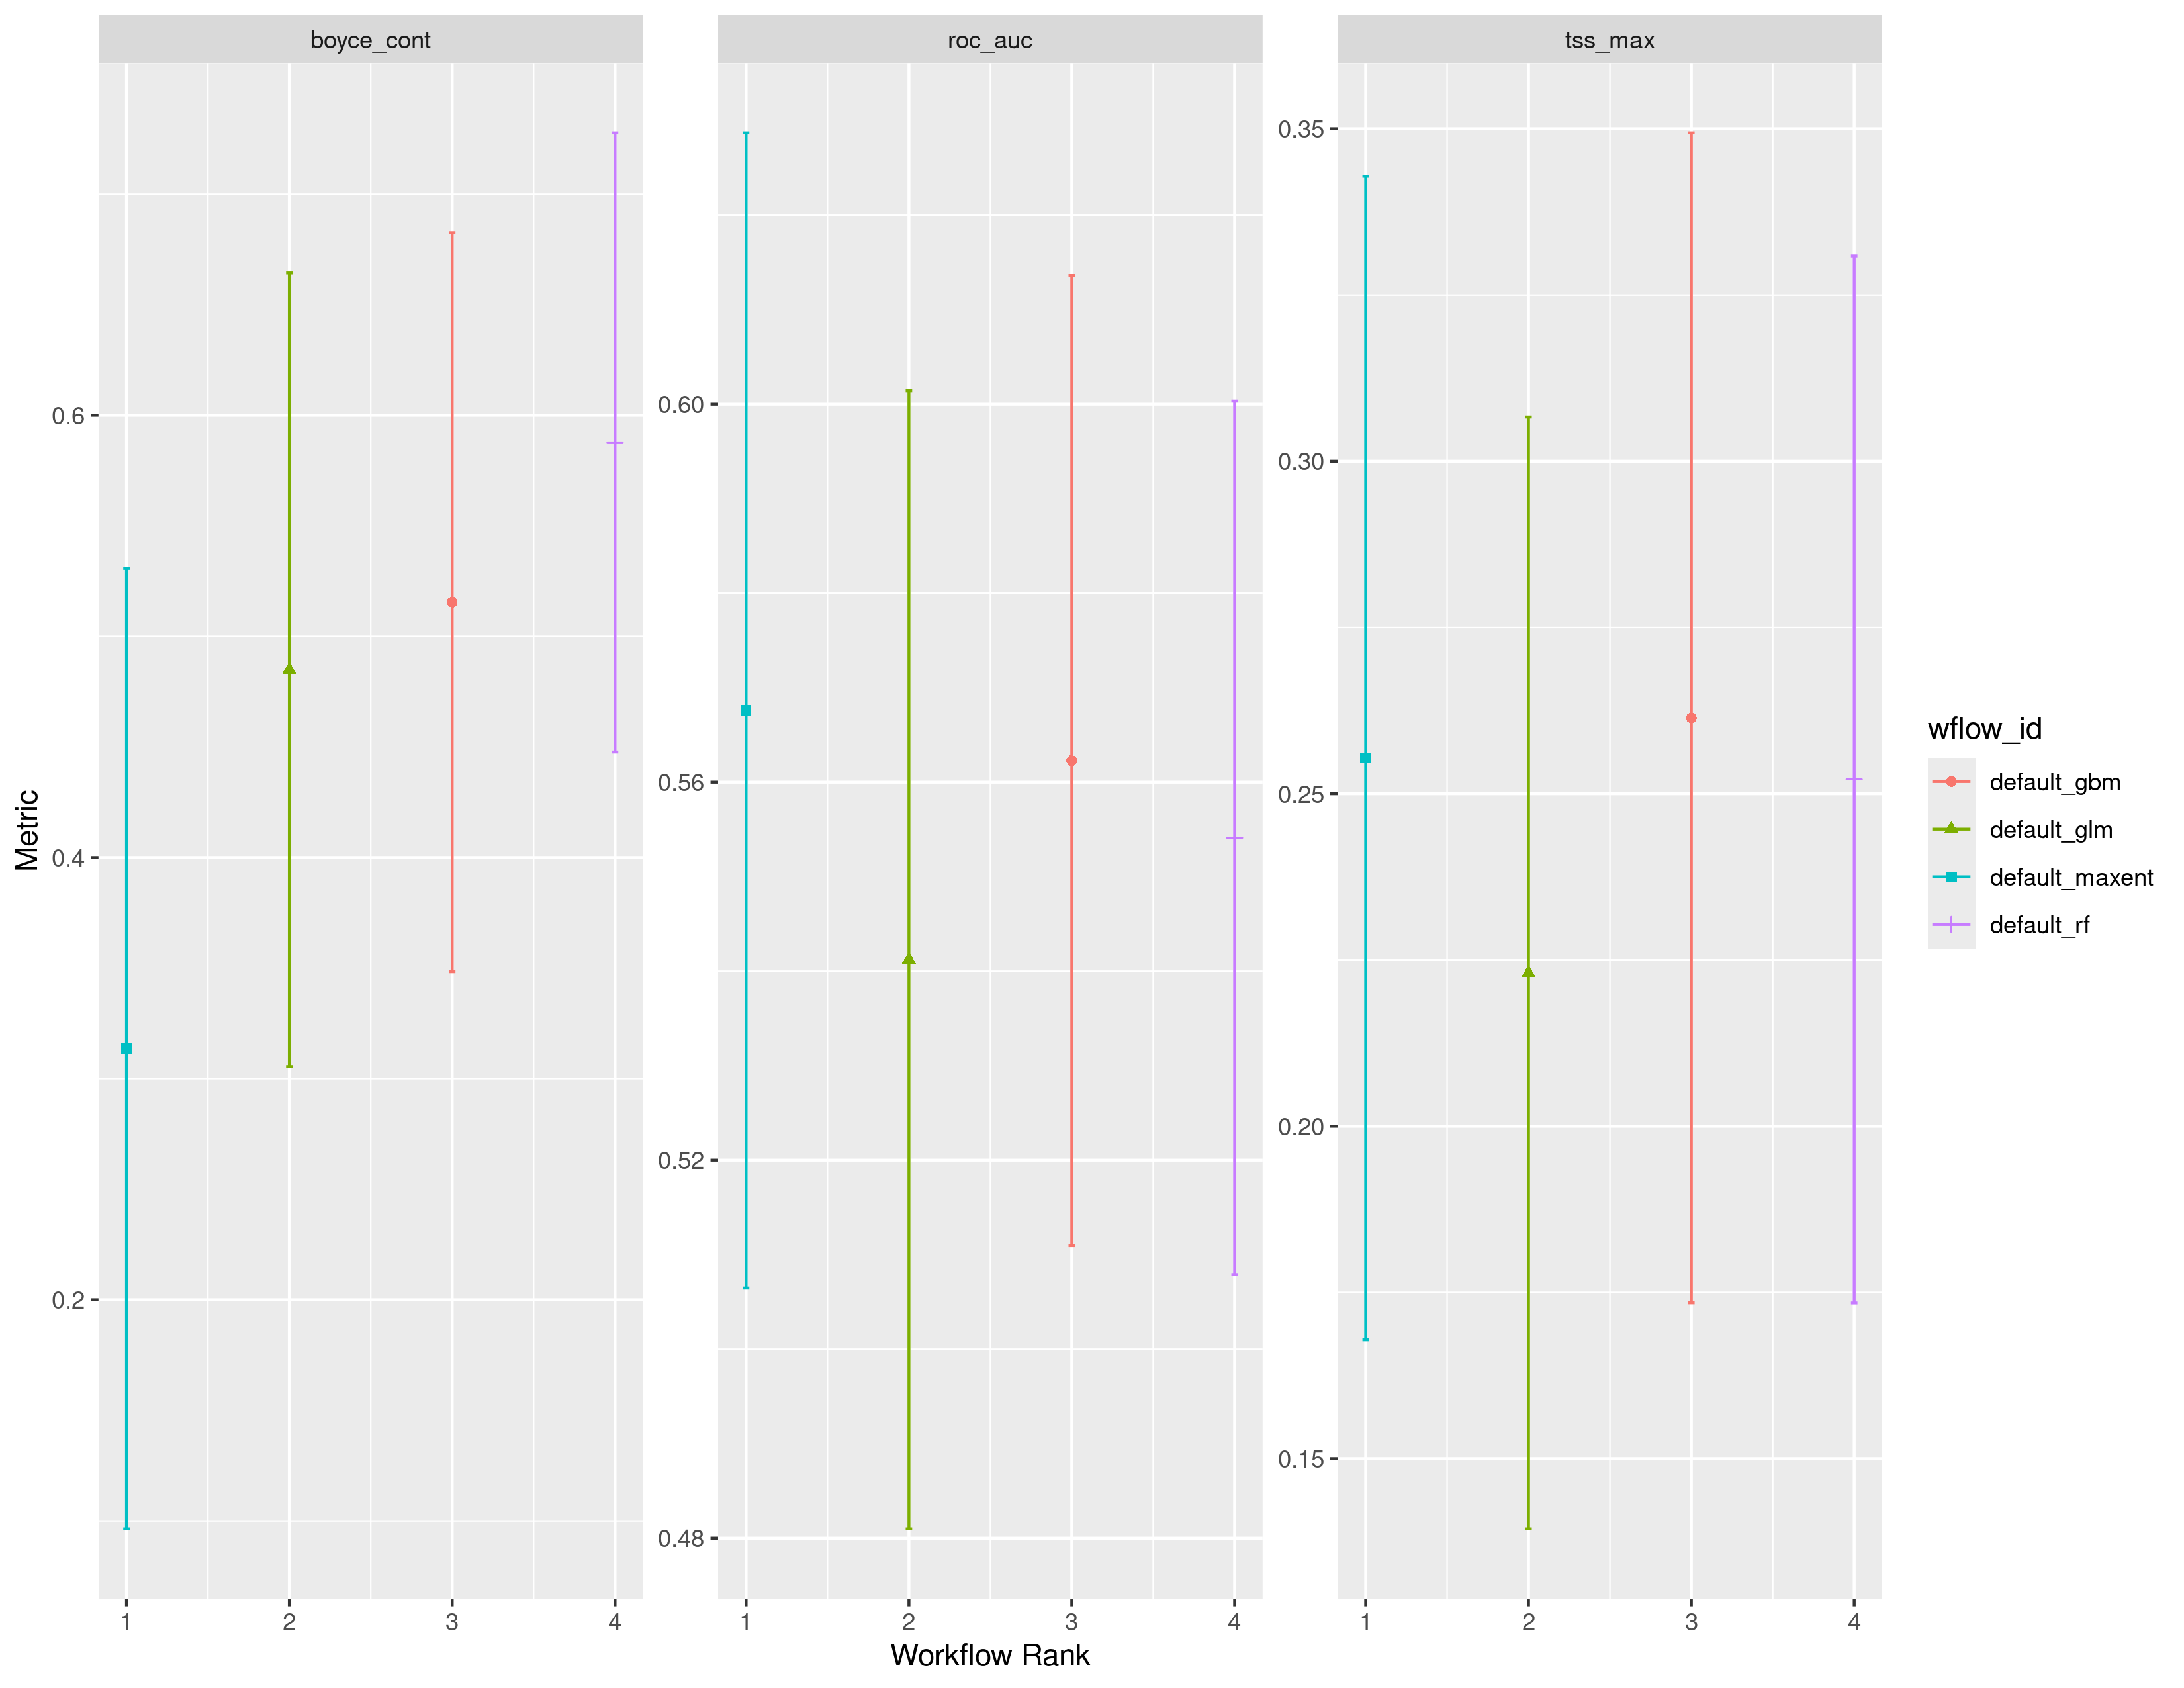 boyce_cont
roc_auc
tss_max
Metric
0.6
0.4
0.2
0.60
0.56
0.52
0.48
0.35
0.30
0.25
0.20
0.15
1 2 3 4
1 2 3 4
1 2 3 4
Workflow Rank
wflow_id
default_gbm
default_glm
default_maxent
default_rf